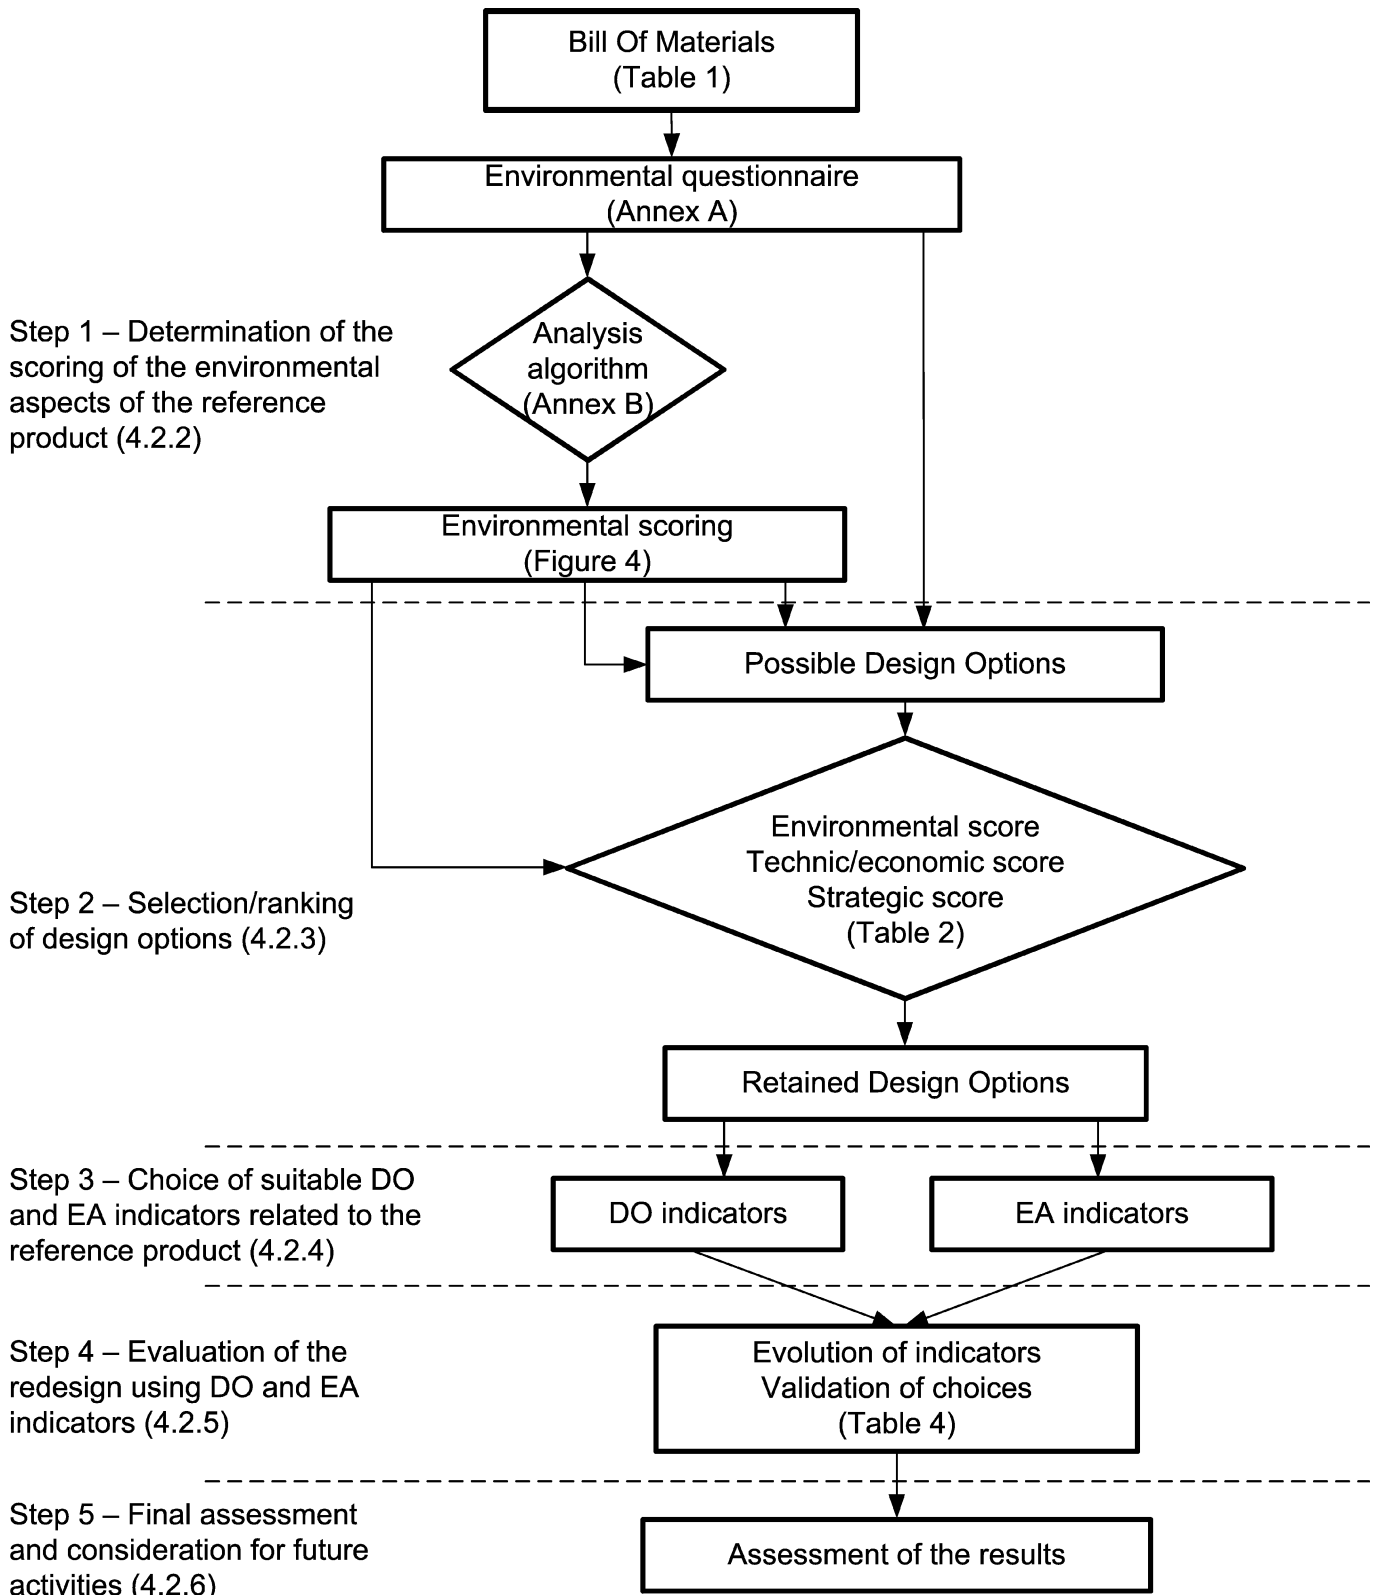 Bill Of Materials
(Table 1)
Environmental questionnaire
(Annex A)
Step 1 – Determination of the
scoring of the environmental
aspects of the reference
product (4.2.2)
Analysis
algorithm
(Annex B)
Environmental scoring
(Figure 4)
Possible Design Options
Environmental score
Technic/economic score
Strategic score
(Table 2)
Step 2 – Selection/ranking
of design options (4.2.3)
Retained Design Options
Step 3 – Choice of suitable DO
and EA indicators related to the
reference product (4.2.4)
DO indicators
EA indicators
Step 4 – Evaluation of the
redesign using DO and EA
indicators (4.2.5)
Evolution of indicators
Validation of choices
(Table 4)
Step 5 – Final assessment
and consideration for future
activities (4.2.6)
Assessment of the results